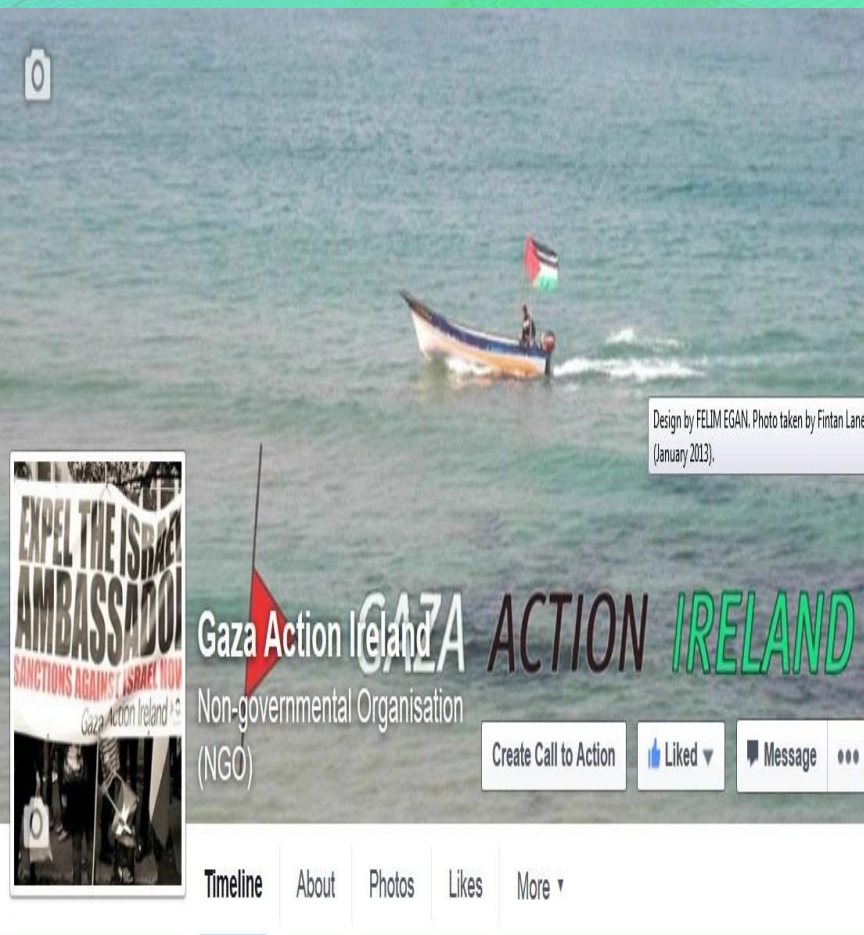 Design by FELIM EGAN. Photo taken by Fintan Lane
(January 2013).
EXPEL THE ISRAEL
AMBASSADO
SANCTIONS AGAINST ISRAEL NOW
Gaza Action Ireland
GAZA ACTION IRELAND
Gaza Action Ireland
Non-governmental Organisation
(NGO)
Create Call to Action
Liked
Message
Timeline
About
Photos
Likes
More